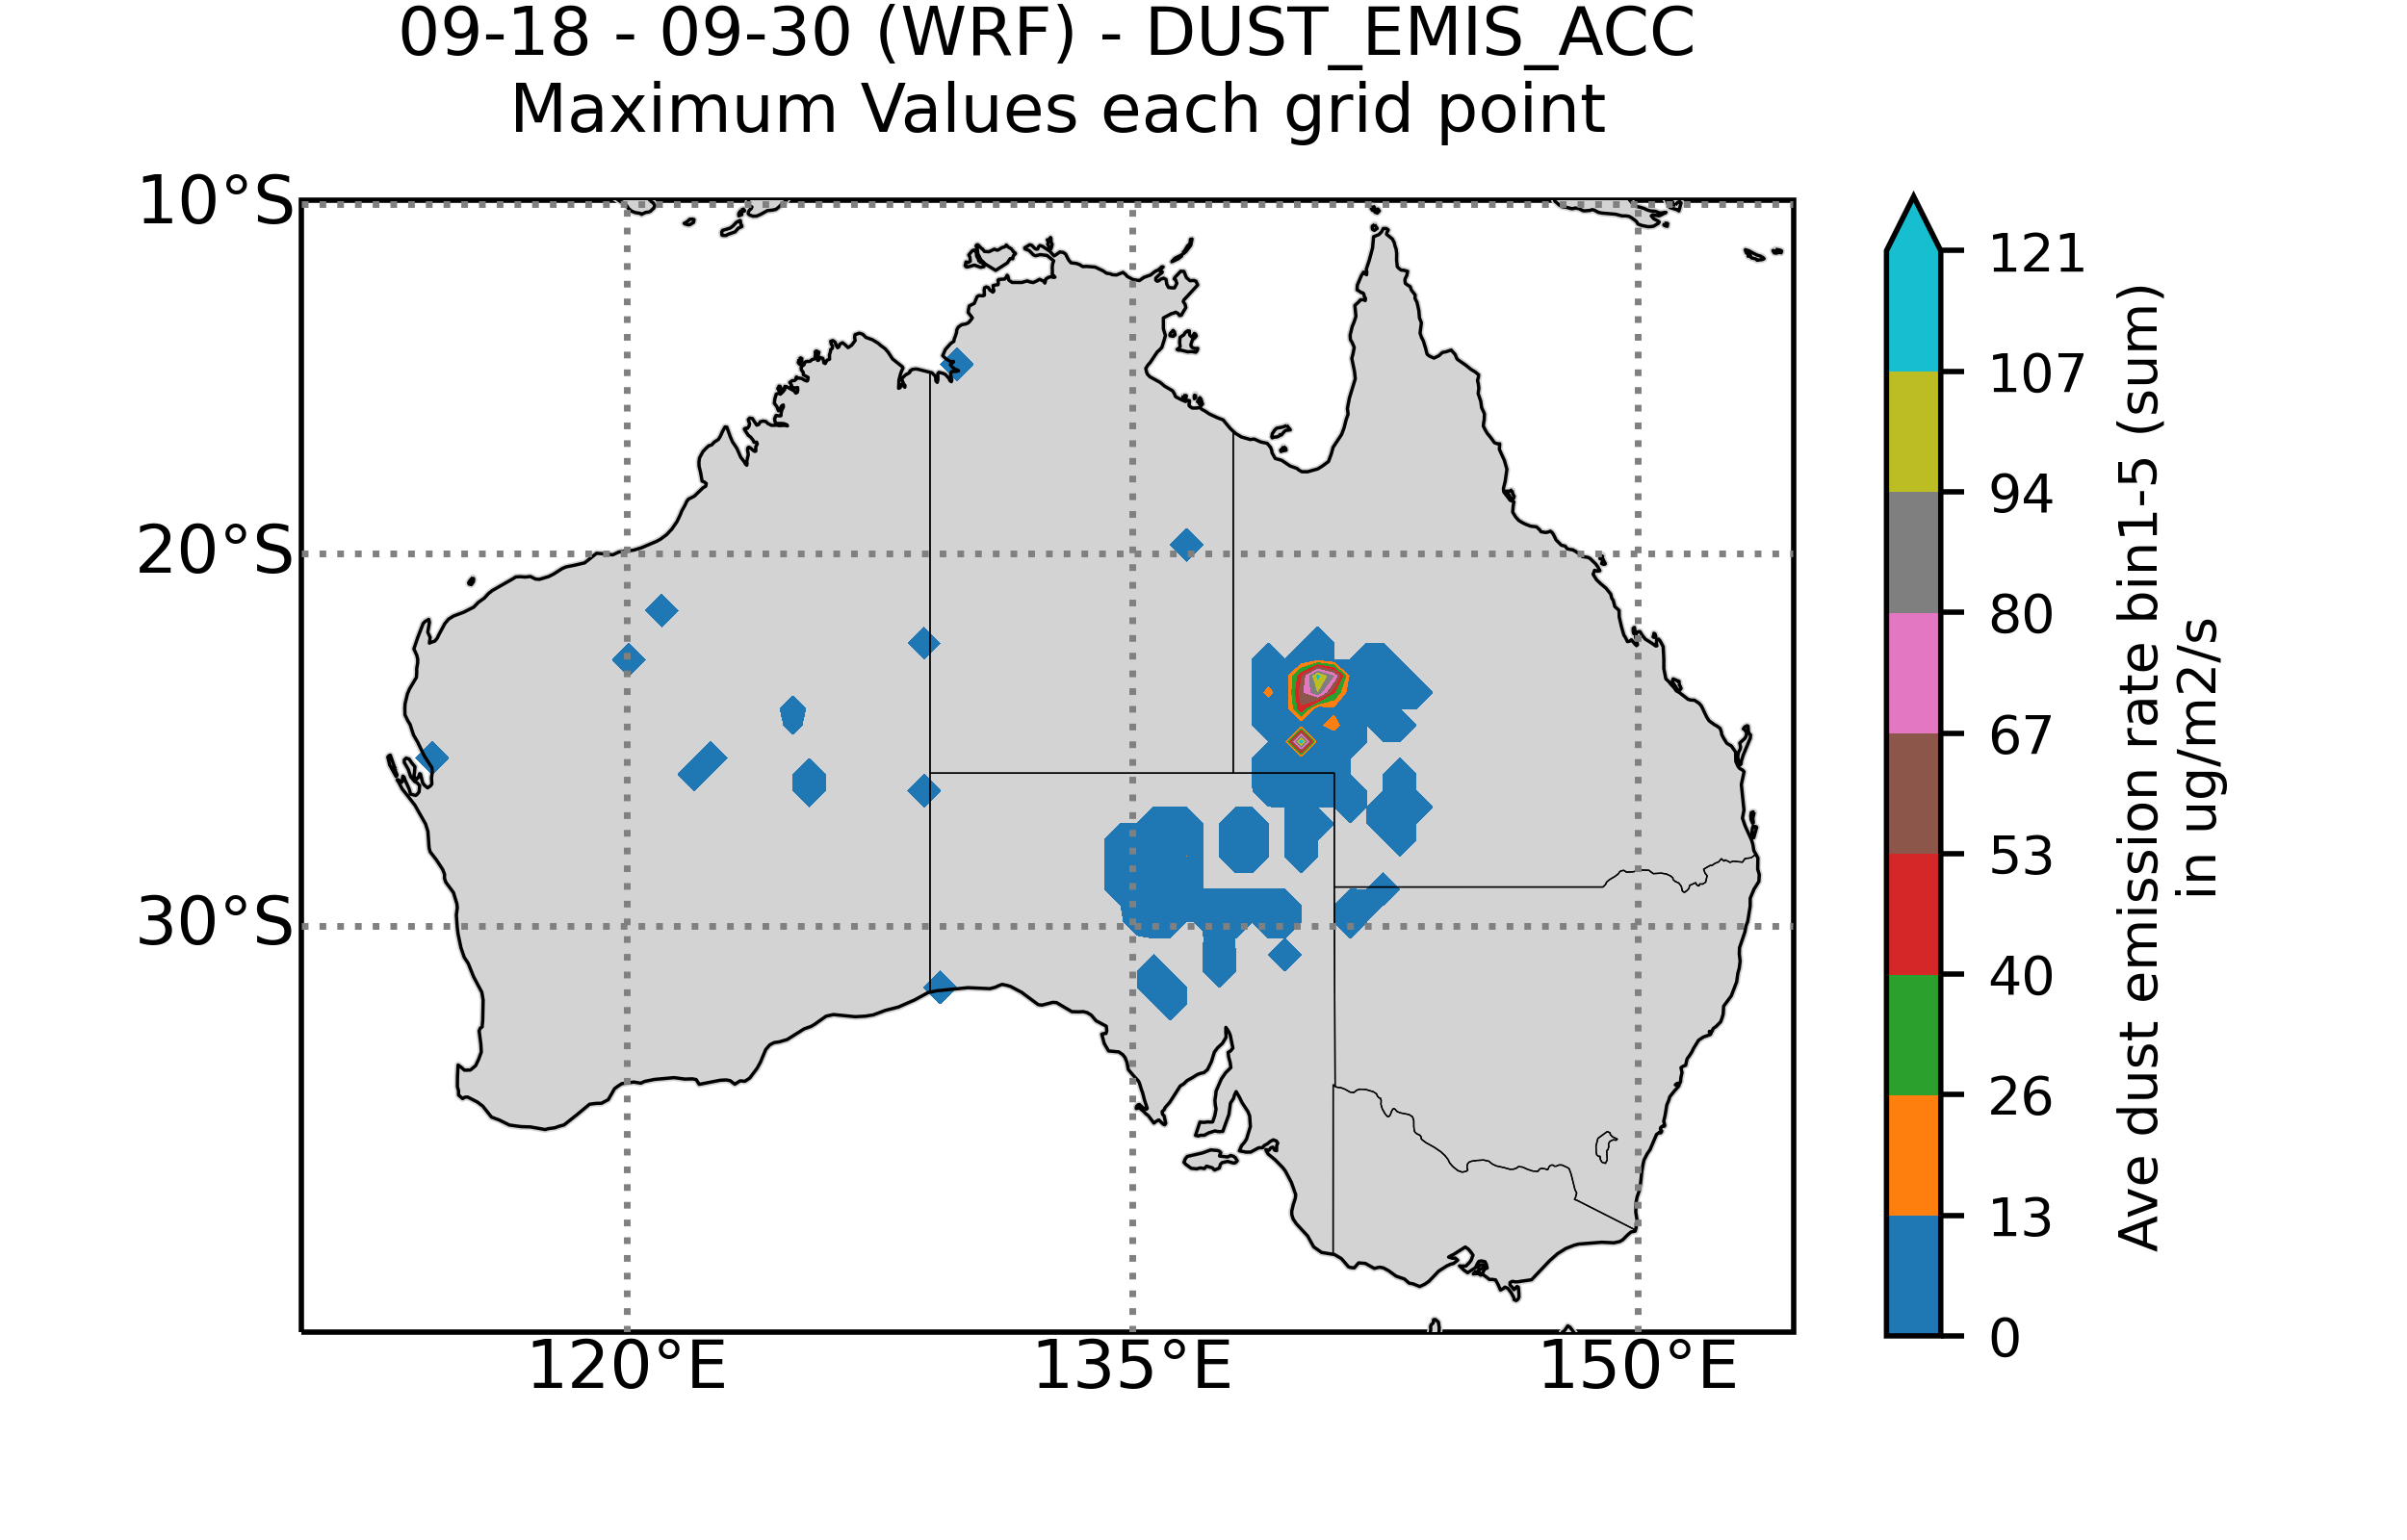 09-18 - 09-30 (WRF) - DUST_EMIS_ACC
Maximum Values each grid point
10°S
20°S
30°S
120°E
135°E
150°E
121
107
94
80
67
53
40
26
13
0
Ave dust emission rate bin1-5 (sum)
in ug/m2/s